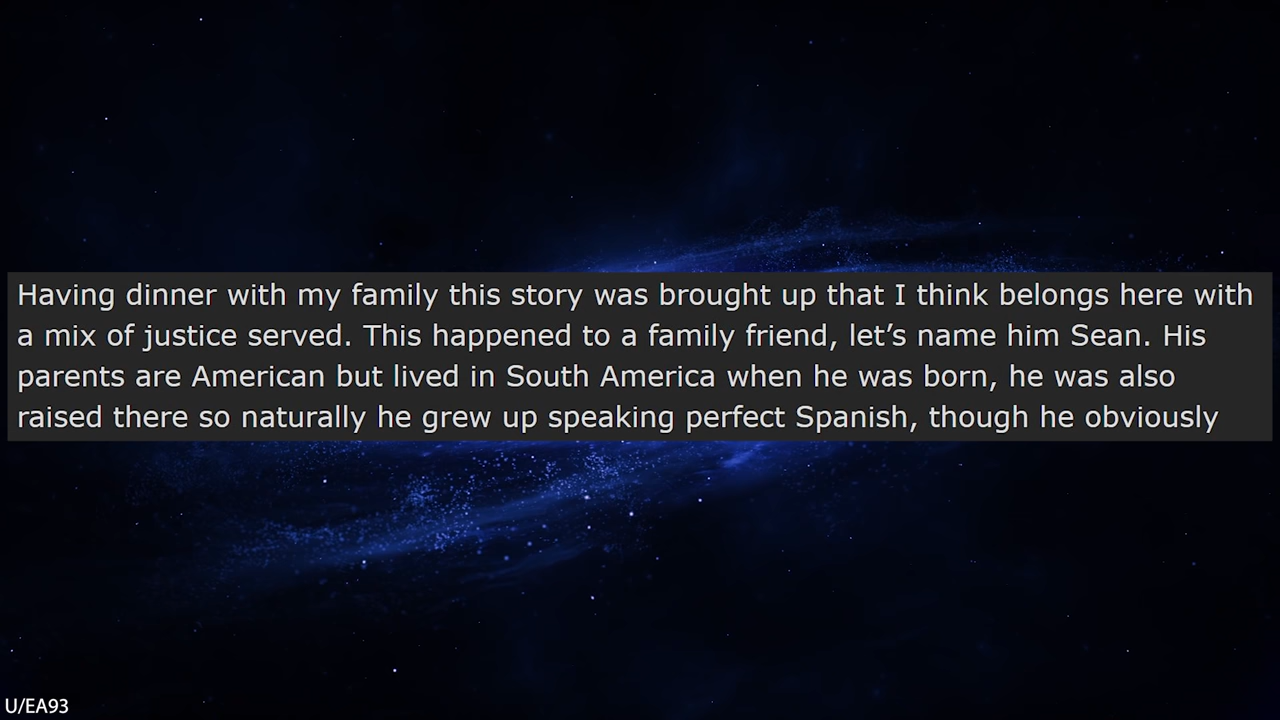 Having dinner with my family this story was brought up that I think belongs here with
a mix of justice served. This happened to a family friend, let’s name him Sean. His
parents are American but lived in South America when he was born, he was also
raised there so naturally he grew up speaking perfect Spanish, though he obviously
U/EA93